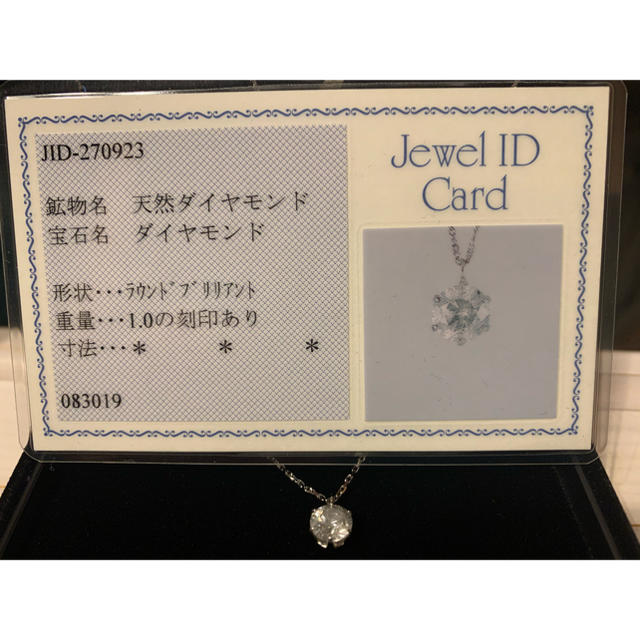 JID-270923
Jewel ID
Card
鉱物名 天然ダイヤモンド
宝石名 ダイヤモンド
形状･･･ﾗｳﾝﾄﾞﾌﾞﾘﾘｱﾝﾄ
重量･･･1.0の刻印あり
寸法･･･＊ ＊ ＊
083019